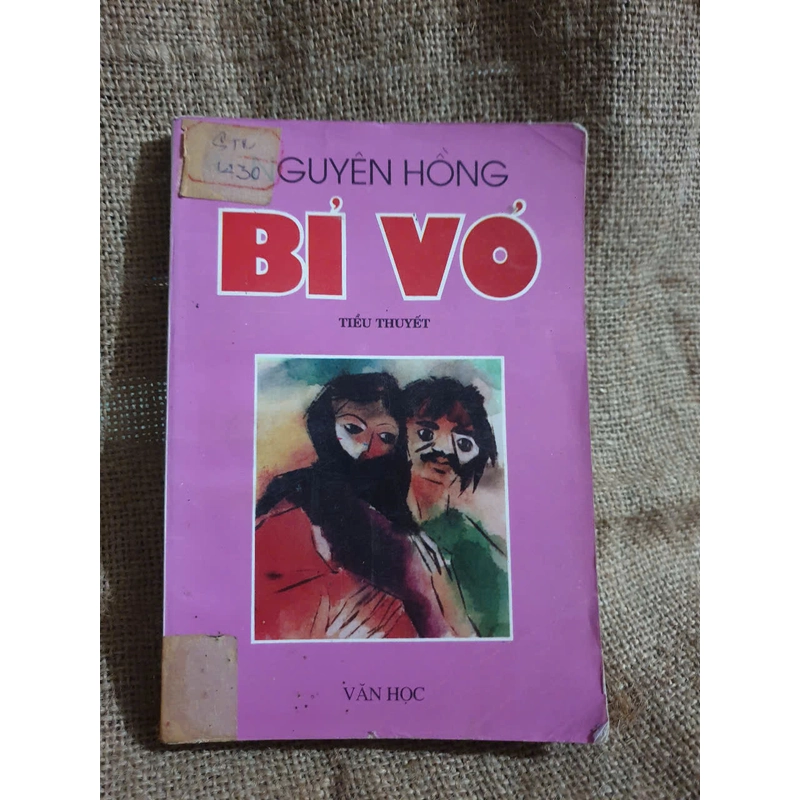 GUYÊN HỒNG
BỈ VỎ
TIỂU THUYẾT
VĂN HỌC